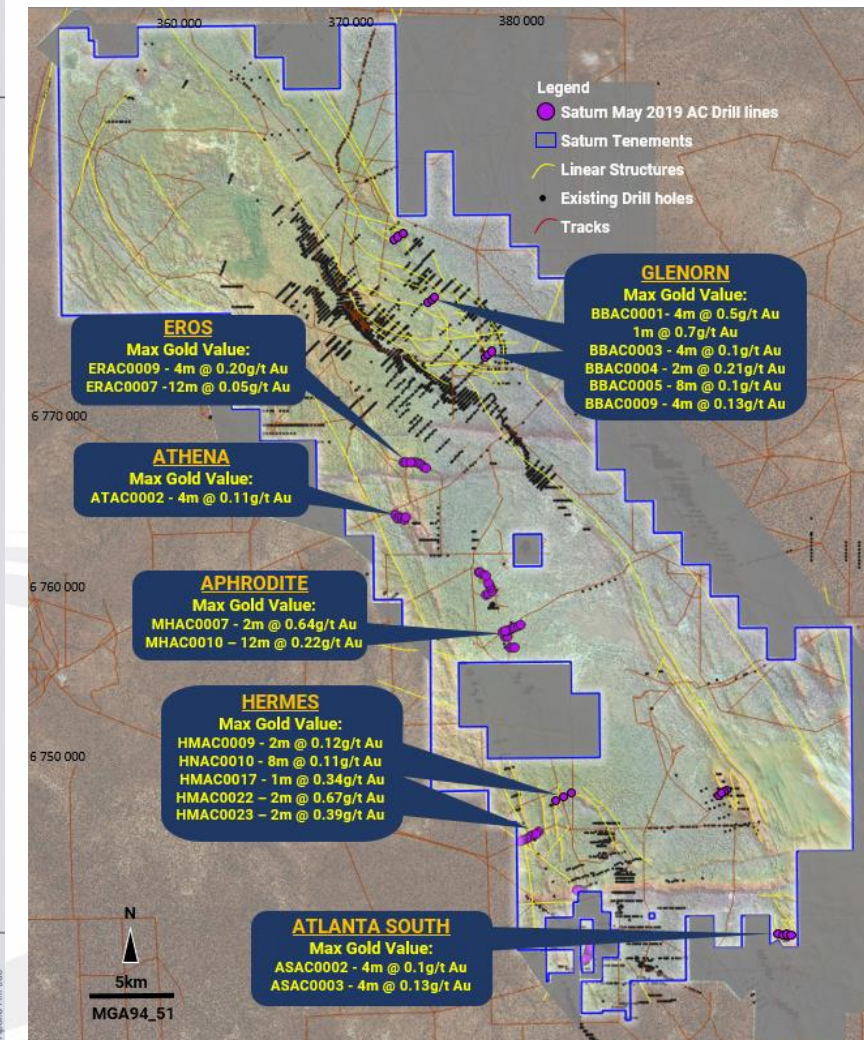 360 000
370 000
380 000
Legend
Saturn May 2019 AC Drill lines
Saturn Tenements
Linear Structures
Existing Drill holes
Tracks
GLENORN
Max Gold Value:
BBAC0001- 4m @ 0.5g/t Au
1m @ 0.7g/t Au
BBAC0003 - 4m @ 0.1g/t Au
BBAC0004 - 2m @ 0.21g/t Au
BBAC0005 - 8m @ 0.1g/t Au
BBAC0009 - 4m @ 0.13g/t Au
EROS
Max Gold Value:
ERAC0009 - 4m @ 0.20g/t Au
ERAC0007 -12m @ 0.05g/t Au
6 770 000
ATHENA
Max Gold Value:
ATAC0002 - 4m @ 0.11g/t Au
6 760 000
APHRODITE
Max Gold Value:
MHAC0007 - 2m @ 0.64g/t Au
MHAC0010 – 12m @ 0.22g/t Au
HERMES
Max Gold Value:
HMAC0009 - 2m @ 0.12g/t Au
HNAC0010 - 8m @ 0.11g/t Au
HMAC0017 - 1m @ 0.34g/t Au
HMAC0022 – 2m @ 0.67g/t Au
HMAC0023 – 2m @ 0.39g/t Au
6 750 000
ATLANTA SOUTH
Max Gold Value:
ASAC0002 - 4m @ 0.1g/t Au
ASAC0003 - 4m @ 0.13g/t Au
N
5km
MGA94_51